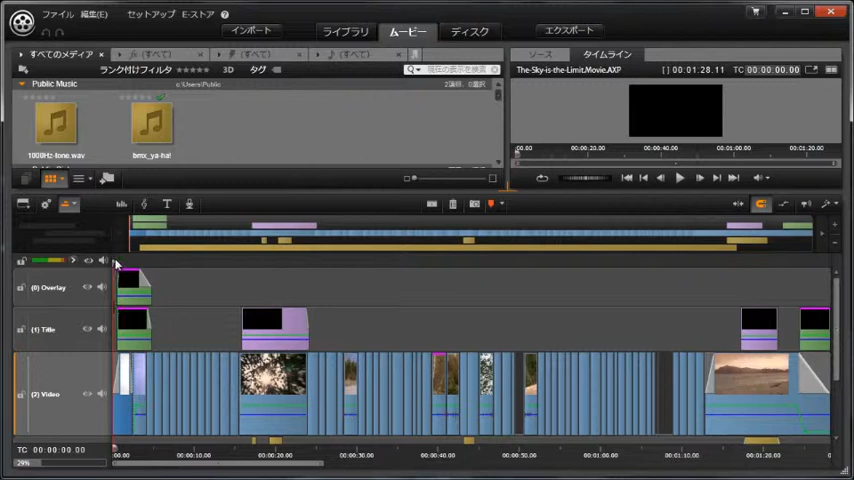 ファイル 編集(E) セットアップ E-ストア
インポート ライブラリ ムービー ディスク エクスポート
すべてのメディア (すべて) (すべて) (すべて)
ソース タイムライン
ランク付けフィルタ 3D タグ 現在の表示を検索
The-Sky-is-the-Limit.Movie.AXP [ ] 00:01:28.11 TC 00:00:00.00
Public Music c:\Users\Public
1000Hz-tone.wav bmx_ya-ha!
00.00 00:00:20.00 00:00:40.00 00:01:00.00 00:01:20.00
(0) Overlay
(1) Title
(2) Video
TC 00:00:00.00
:00.00 00:00:10.00 00:00:20.00 00:00:30.00 00:00:40.00 00:00:50.00 00:01:00.00 00:01:10.00 00:01:20.00
29%